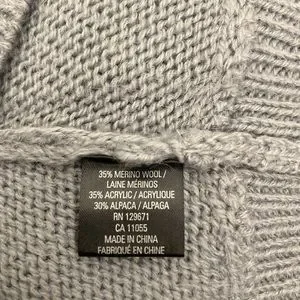 35% MERINO WOOL /
LAINE MÉRINOS
35% ACRYLIC / ACRYLIQUE
30% ALPACA / ALPAGA
RN 129671
CA 11055
MADE IN CHINA
FABRIQUÉ EN CHINE